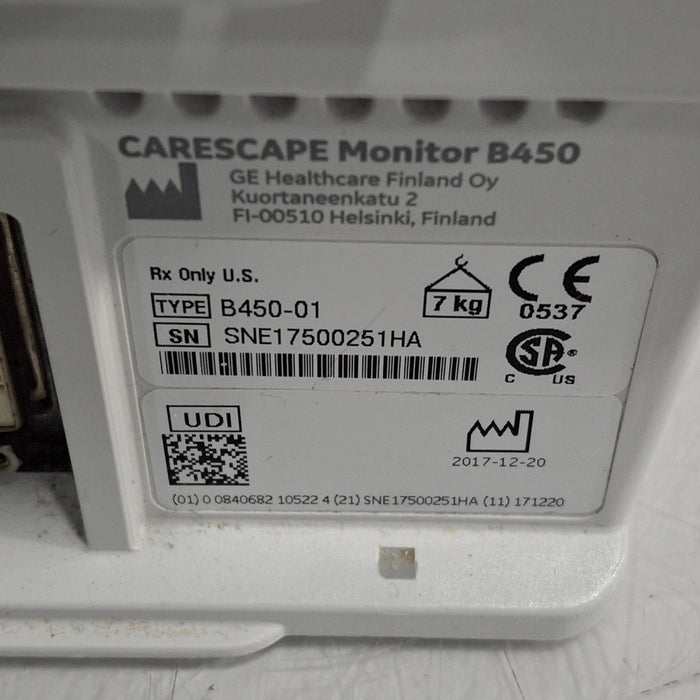 CARESCAPE Monitor B450
GE Healthcare Finland Oy
Kuortaneenkatu 2
FI-00510 Helsinki, Finland
Rx Only U.S.
TYPE B450-01
7 kg
CE
0537
SN SNE17500251HA
SA
C US
UDI
2017-12-20
(01) 0 0840682 10522 4 (21) SNE17500251HA (11) 171220